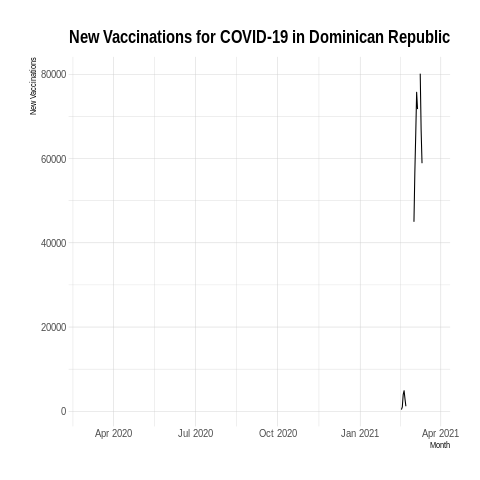 New Vaccinations for COVID-19 in Dominican Republic
New Vaccinations
80000
60000
40000
20000
0
Apr 2020 Jul 2020 Oct 2020 Jan 2021 Apr 2021
Month